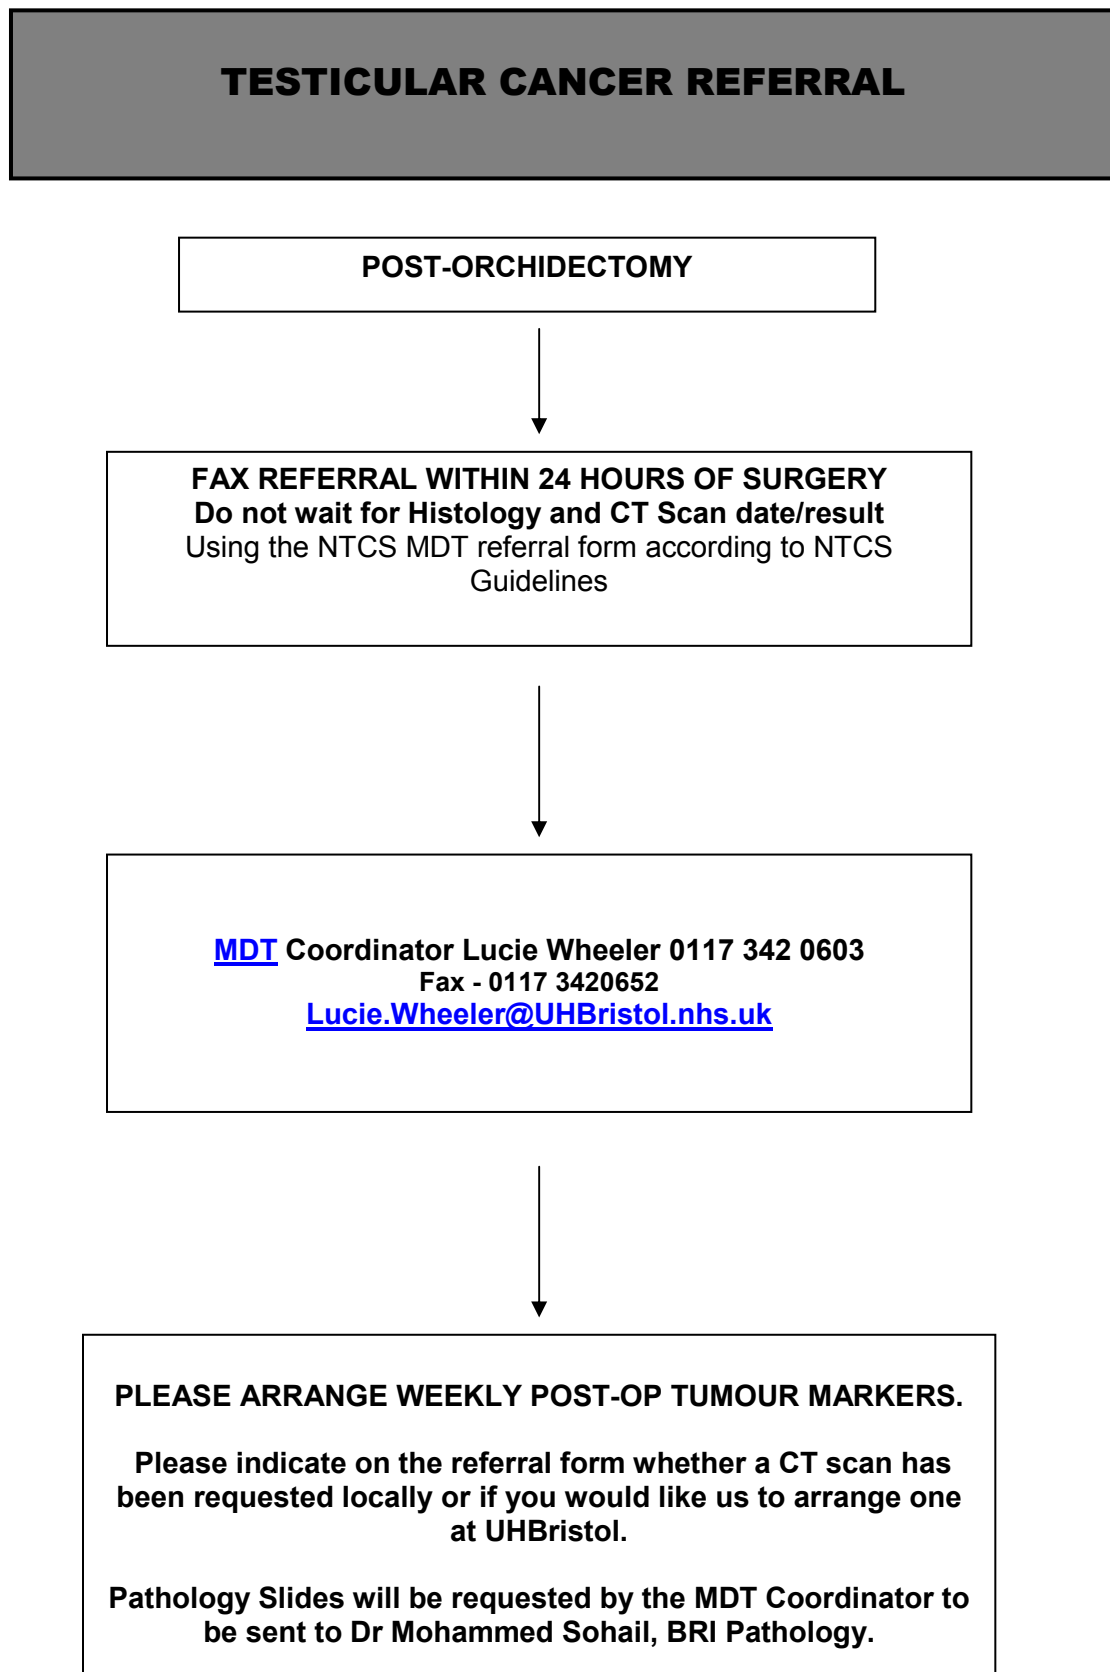 TESTICULAR CANCER REFERRAL
POST-ORCHIDECTOMY
FAX REFERRAL WITHIN 24 HOURS OF SURGERY
Do not wait for Histology and CT Scan date/result
Using the NTCS MDT referral form according to NTCS
Guidelines
MDT Coordinator Lucie Wheeler 0117 342 0603
Fax - 0117 3420652
Lucie.Wheeler@UHBristol.nhs.uk
PLEASE ARRANGE WEEKLY POST-OP TUMOUR MARKERS.
Please indicate on the referral form whether a CT scan has
been requested locally or if you would like us to arrange one
at UHBristol.
Pathology Slides will be requested by the MDT Coordinator to
be sent to Dr Mohammed Sohail, BRI Pathology.